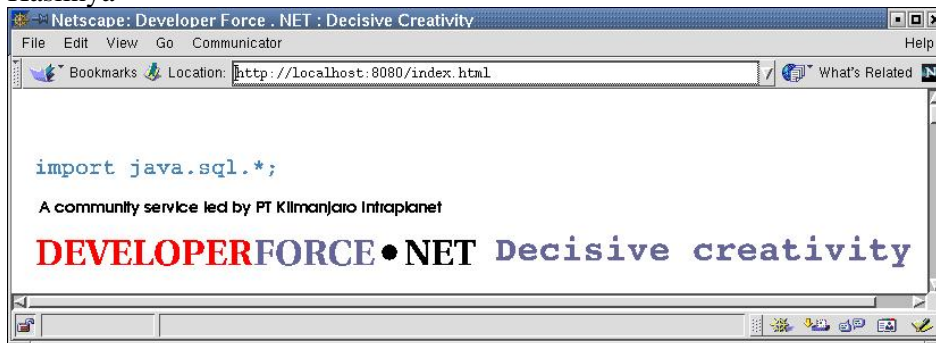 Hasilnya
Netscape: Developer Force . NET : Decisive Creativity
File Edit View Go Communicator Help
Bookmarks Location: http://localhost:8080/index.html What's Related N
import java.sql.*;
A community service led by PT Kilmanjaro Intraplanet
DEVELOPERFORCE●NET Decisive creativity